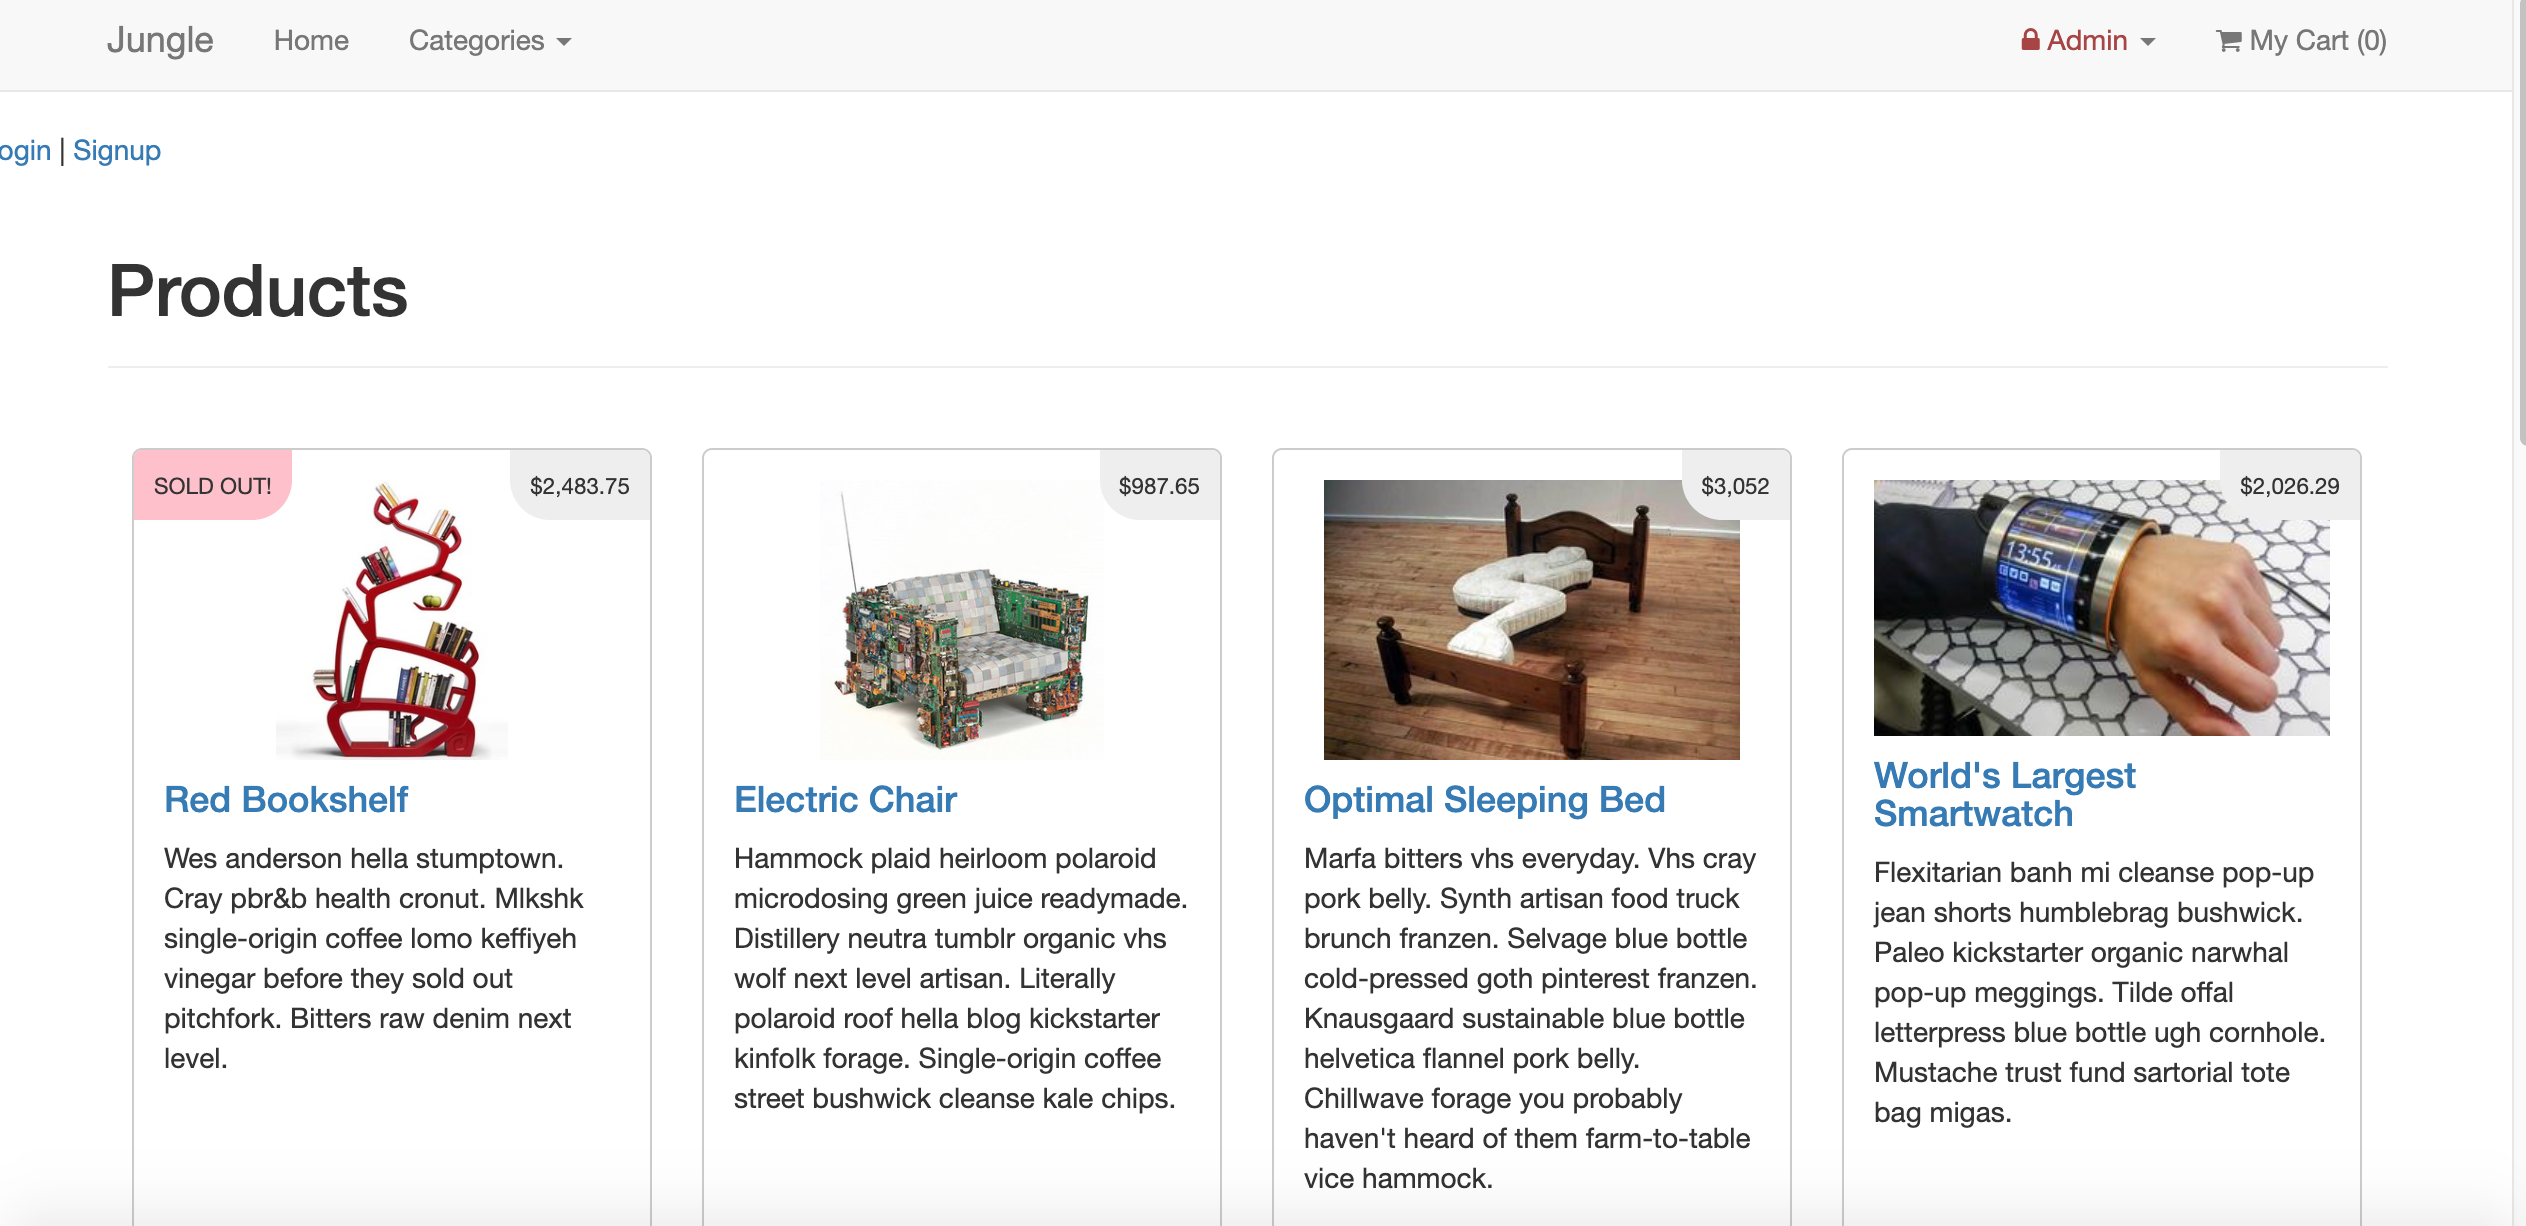 Jungle Home Categories Admin My Cart (0)
ogin | Signup
Products
SOLD OUT! $2,483.75
Red Bookshelf
Wes anderson hella stumptown.
Cray pbr&b health cronut. Mlkshk
single-origin coffee lomo keffiyeh
vinegar before they sold out
pitchfork. Bitters raw denim next
level.
$987.65
Electric Chair
Hammock plaid heirloom polaroid
microdosing green juice readymade.
Distillery neutra tumblr organic vhs
wolf next level artisan. Literally
polaroid roof hella blog kickstarter
kinfolk forage. Single-origin coffee
street bushwick cleanse kale chips.
$3,052
Optimal Sleeping Bed
Marfa bitters vhs everyday. Vhs cray
pork belly. Synth artisan food truck
brunch franzen. Selvage blue bottle
cold-pressed goth pinterest franzen.
Knausgaard sustainable blue bottle
helvetica flannel pork belly.
Chillwave forage you probably
haven't heard of them farm-to-table
vice hammock.
$2,026.29
13:55
World's Largest
Smartwatch
Flexitarian banh mi cleanse pop-up
jean shorts humblebrag bushwick.
Paleo kickstarter organic narwhal
pop-up meggings. Tilde offal
letterpress blue bottle ugh cornhole.
Mustache trust fund sartorial tote
bag migas.